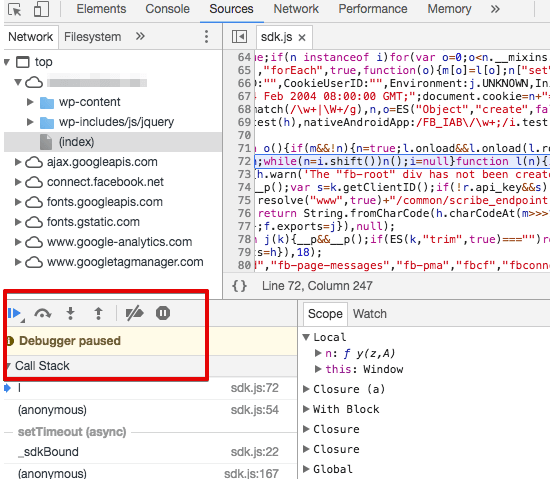 Elements Console Sources Network Performance Memory
Network Filesystem
sdk.js ×
top
wp-content
wp-includes/js/jquery
(index)
ajax.googleapis.com
connect.facebook.net
fonts.googleapis.com
fonts.gstatic.com
www.google-analytics.com
www.googletagmanager.com
64 ue;if(n instanceof i)for(var o=0;o<n.__mixins
65 ,"forEach",true,function(o){m[o]=l[o];n["set"
66 D:"",CookieUserID:"",Environment:j.UNKNOWN,In
67 4 Feb 2004 08:00:00 GMT;";document.cookie=n+"
68 match(/\w+|\W+/g),n,o=ES("Object","create",fal
69 test(h),nativeAndroidApp:/FB_IAB\/\w+;/i.test
70
71 n o(){if(m&&!n){n=true;l.onload&&l.onload(l.re
72 n;while(n=i.shift())n();i=null}function l(n){
73 (h.warn('The "fb-root" div has not been create
74 __p();var s=k.getClientID();if(!r.api_key&&s)
75 resolve("www",true)+"/common/scribe_endpoint
76 return String.fromCharCode(h.charCodeAt(m>>>
77 ;f.exports=j}),null);
78 n j(k){__p&&__p();if(ES(k,"trim",true)==="")r
79 s=h}),18);
80 d","fb-page-messages","fb-pma","fbcf","fbconne
{ } Line 72, Column 247
Debugger paused
Call Stack
l sdk.js:72
(anonymous) sdk.js:54
setTimeout (async)
_sdkBound sdk.js:22
(anonymous) sdk.js:167
Scope Watch
Local
n: ƒ y(z,A)
this: Window
Closure (a)
With Block
Closure
Closure
Global